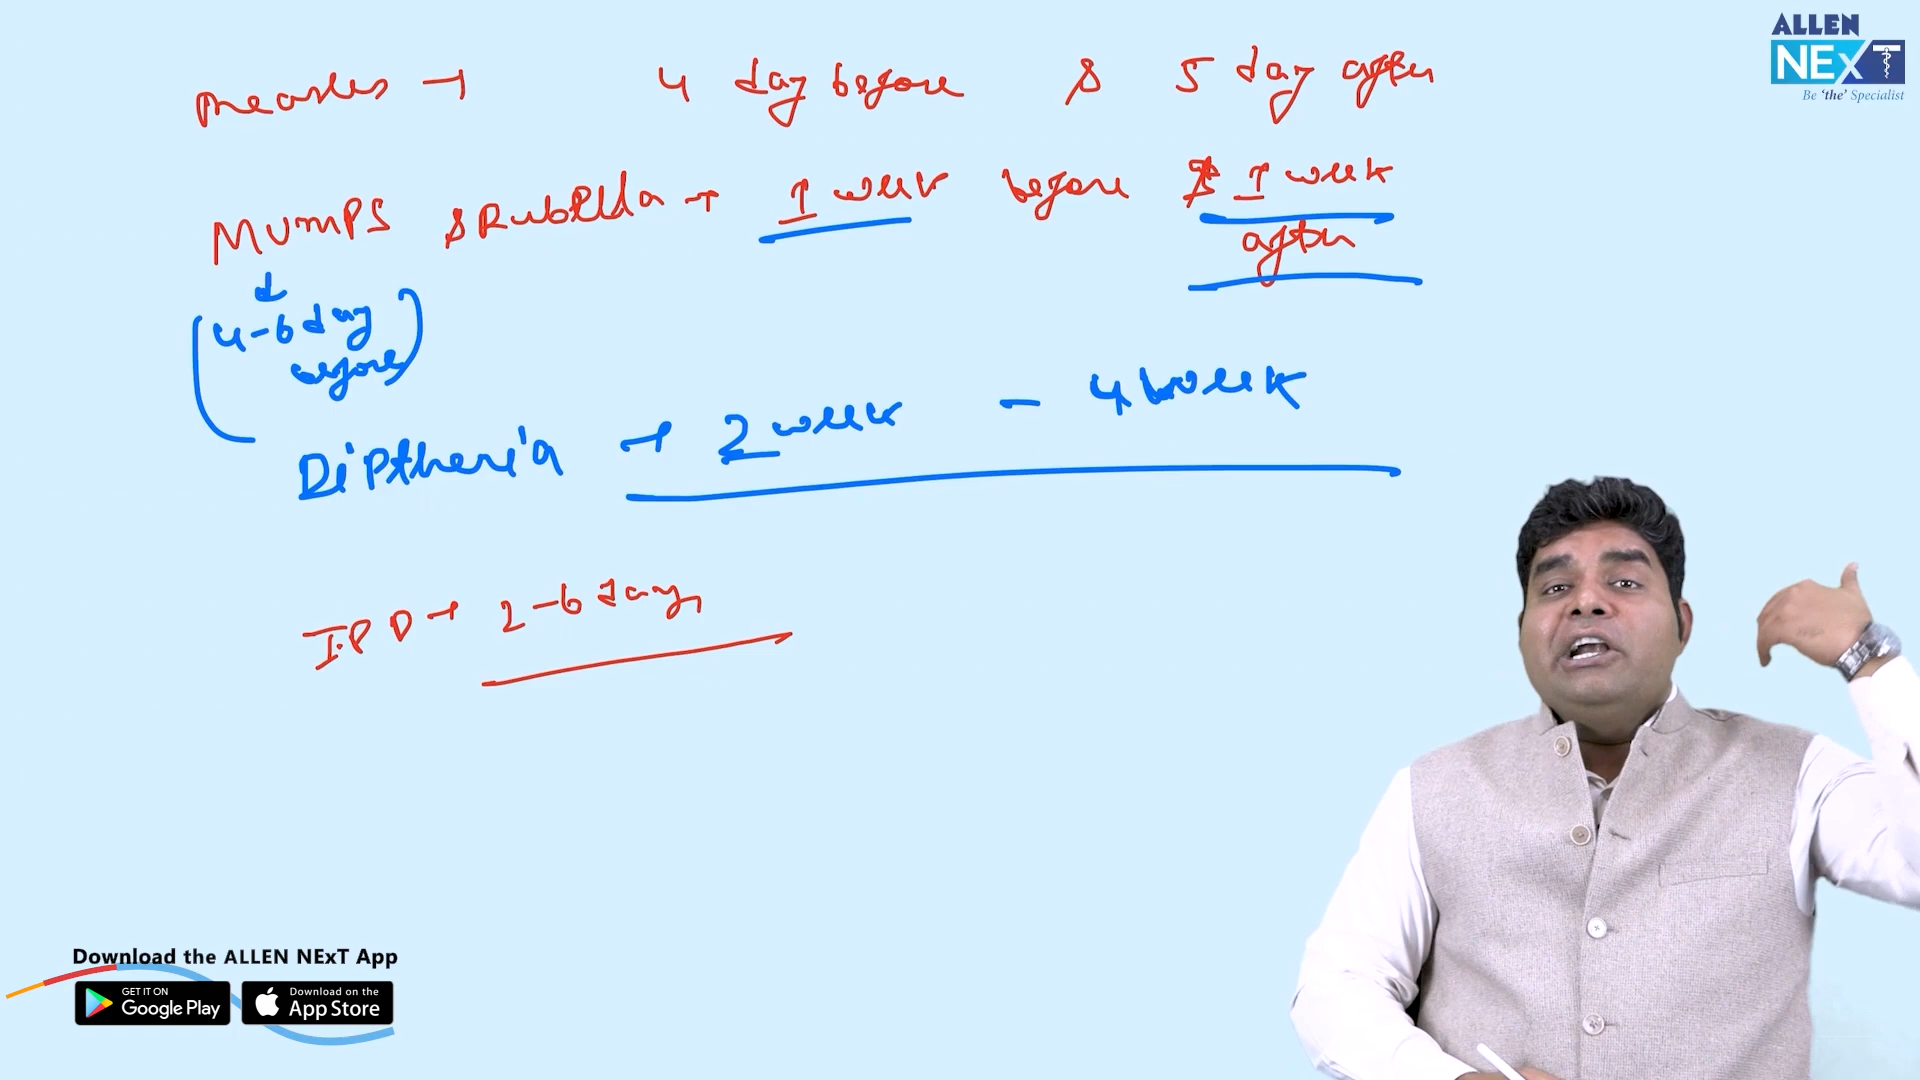 ALLEN
NExT
Be 'the' Specialist
measles → 4 day before & 5 day after
MUMPS & Rubella → 1 week before & 1 week
after
↓
(4-6 day
before)
Diptheria → 2 week - 4 week
I.P.D → 2-6 days
Download the ALLEN NExT App
GET IT ON
Google Play
Download on the
App Store